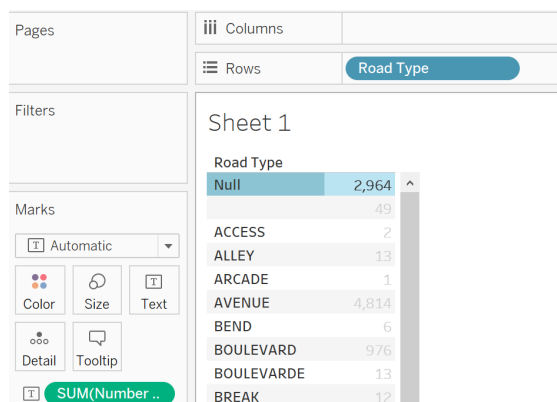 Pages
Columns
Rows
Road Type
Filters
Sheet 1
Road Type
Null 2,964
49
ACCESS 2
ALLEY 13
ARCADE 1
AVENUE 4,814
BEND 6
BOULEVARD 976
BOULEVARDE 13
BREAK 12
Marks
T Automatic
Color Size T Text
Detail Tooltip
T SUM(Number ..